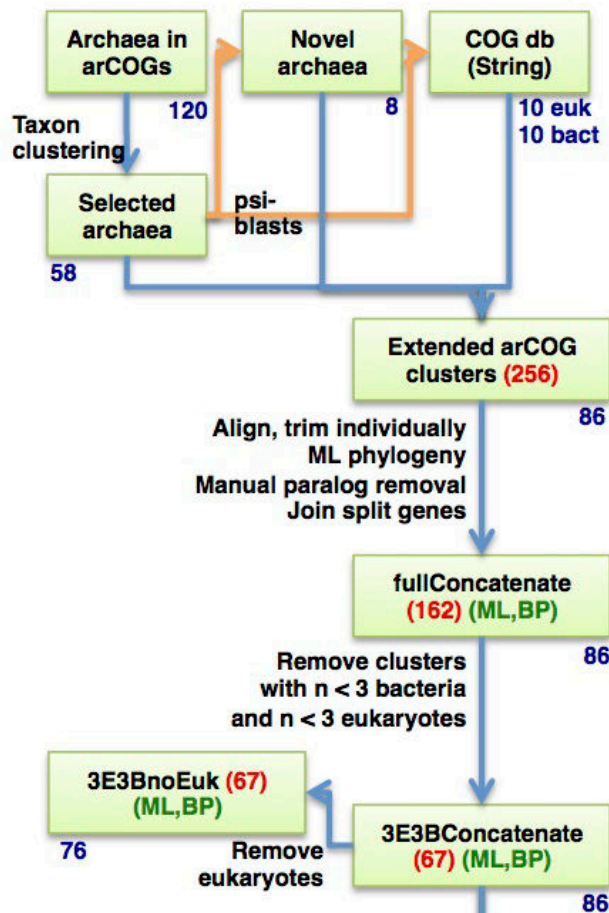 Archaea in
arCOGs
120
Novel
archaea
8
COG db
(String)
10 euk
10 bact
Taxon
clustering
Selected
archaea
58
psi-
blasts
Extended arCOG
clusters (256)
86
Align, trim individually
ML phylogeny
Manual paralog removal
Join split genes
fullConcatenate
(162) (ML,BP)
86
Remove clusters
with n < 3 bacteria
and n < 3 eukaryotes
3E3BnoEuk (67)
(ML,BP)
76
Remove
eukaryotes
3E3BConcatenate
(67) (ML,BP)
86